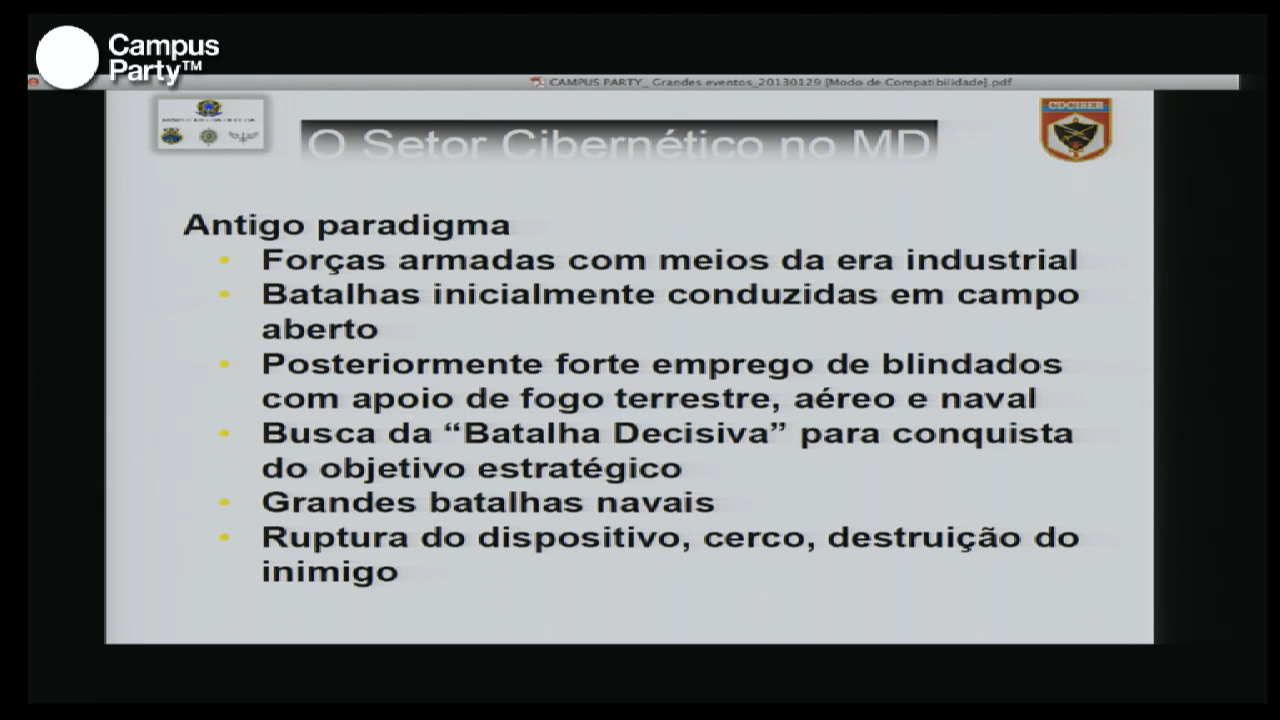 Campus
Party™
CAMPUS PARTY_ Grandes eventos_20130129 [Modo de Compatibilidade].pdf
COCIBER
O Setor Cibernético no MD
Antigo paradigma
• Forças armadas com meios da era industrial
• Batalhas inicialmente conduzidas em campo
aberto
• Posteriormente forte emprego de blindados
com apoio de fogo terrestre, aéreo e naval
• Busca da “Batalha Decisiva” para conquista
do objetivo estratégico
• Grandes batalhas navais
• Ruptura do dispositivo, cerco, destruição do
inimigo